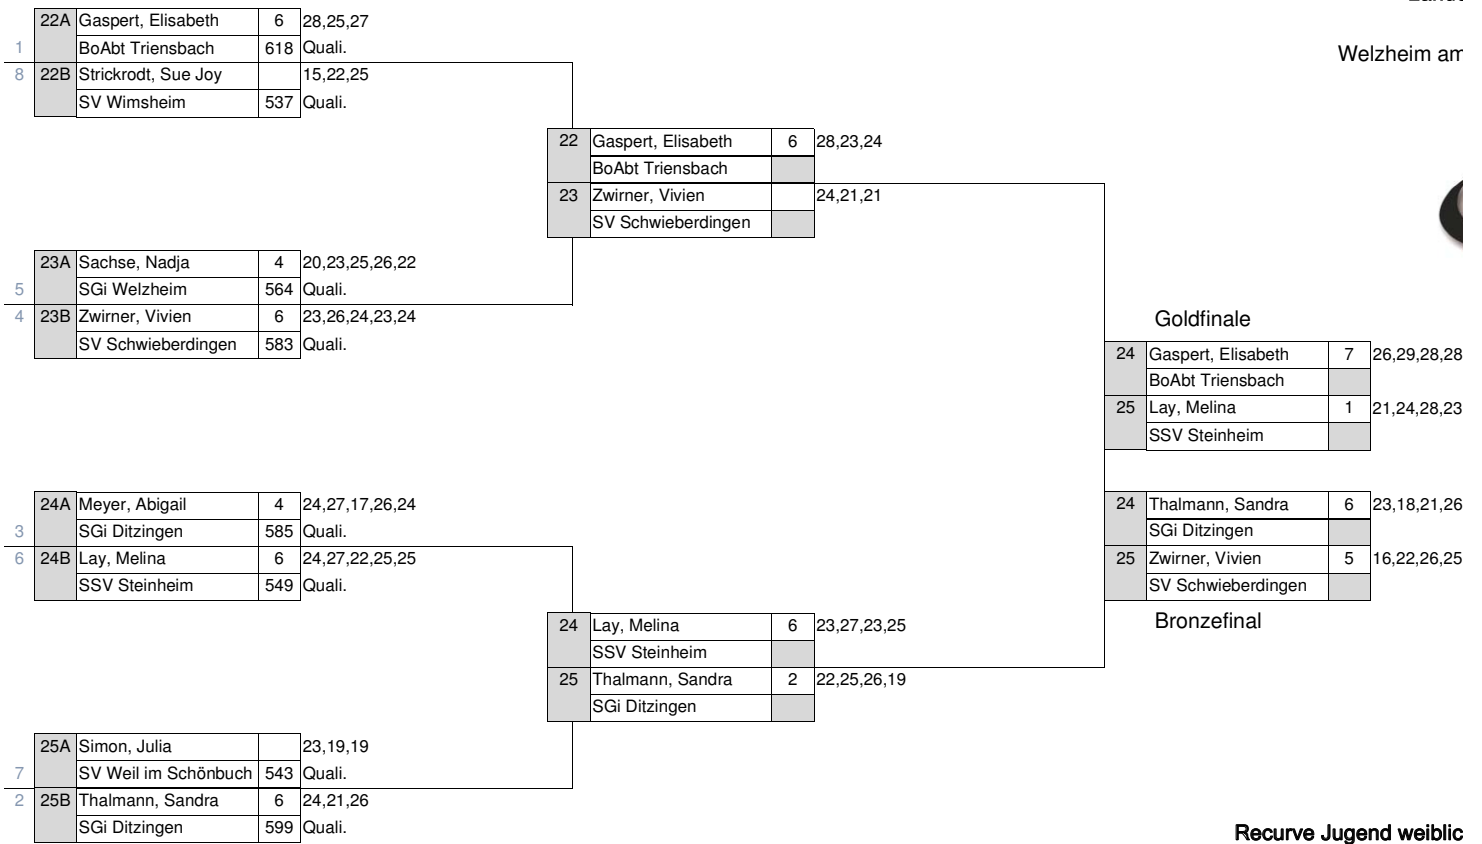 22A Gaspert, Elisabeth 6 28,25,27
1 BoAbt Triensbach 618 Quali.
8 22B Strickrodt, Sue Joy 15,22,25
SV Wimsheim 537 Quali.
Welzheim am
22 Gaspert, Elisabeth 6 28,23,24
BoAbt Triensbach
23 Zwirner, Vivien 24,21,21
SV Schwieberdingen
23A Sachse, Nadja 4 20,23,25,26,22
5 SGi Welzheim 564 Quali.
4 23B Zwirner, Vivien 6 23,26,24,23,24
SV Schwieberdingen 583 Quali.
Goldfinale
24 Gaspert, Elisabeth 7 26,29,28,28
BoAbt Triensbach
25 Lay, Melina 1 21,24,28,23
SSV Steinheim
24A Meyer, Abigail 4 24,27,17,26,24
3 SGi Ditzingen 585 Quali.
6 24B Lay, Melina 6 24,27,22,25,25
SSV Steinheim 549 Quali.
24 Thalmann, Sandra 6 23,18,21,26
SGi Ditzingen
25 Zwirner, Vivien 5 16,22,26,25
SV Schwieberdingen
Bronzefinal
24 Lay, Melina 6 23,27,23,25
SSV Steinheim
25 Thalmann, Sandra 2 22,25,26,19
SGi Ditzingen
25A Simon, Julia 23,19,19
7 SV Weil im Schönbuch 543 Quali.
2 25B Thalmann, Sandra 6 24,21,26
SGi Ditzingen 599 Quali.
Recurve Jugend weiblic